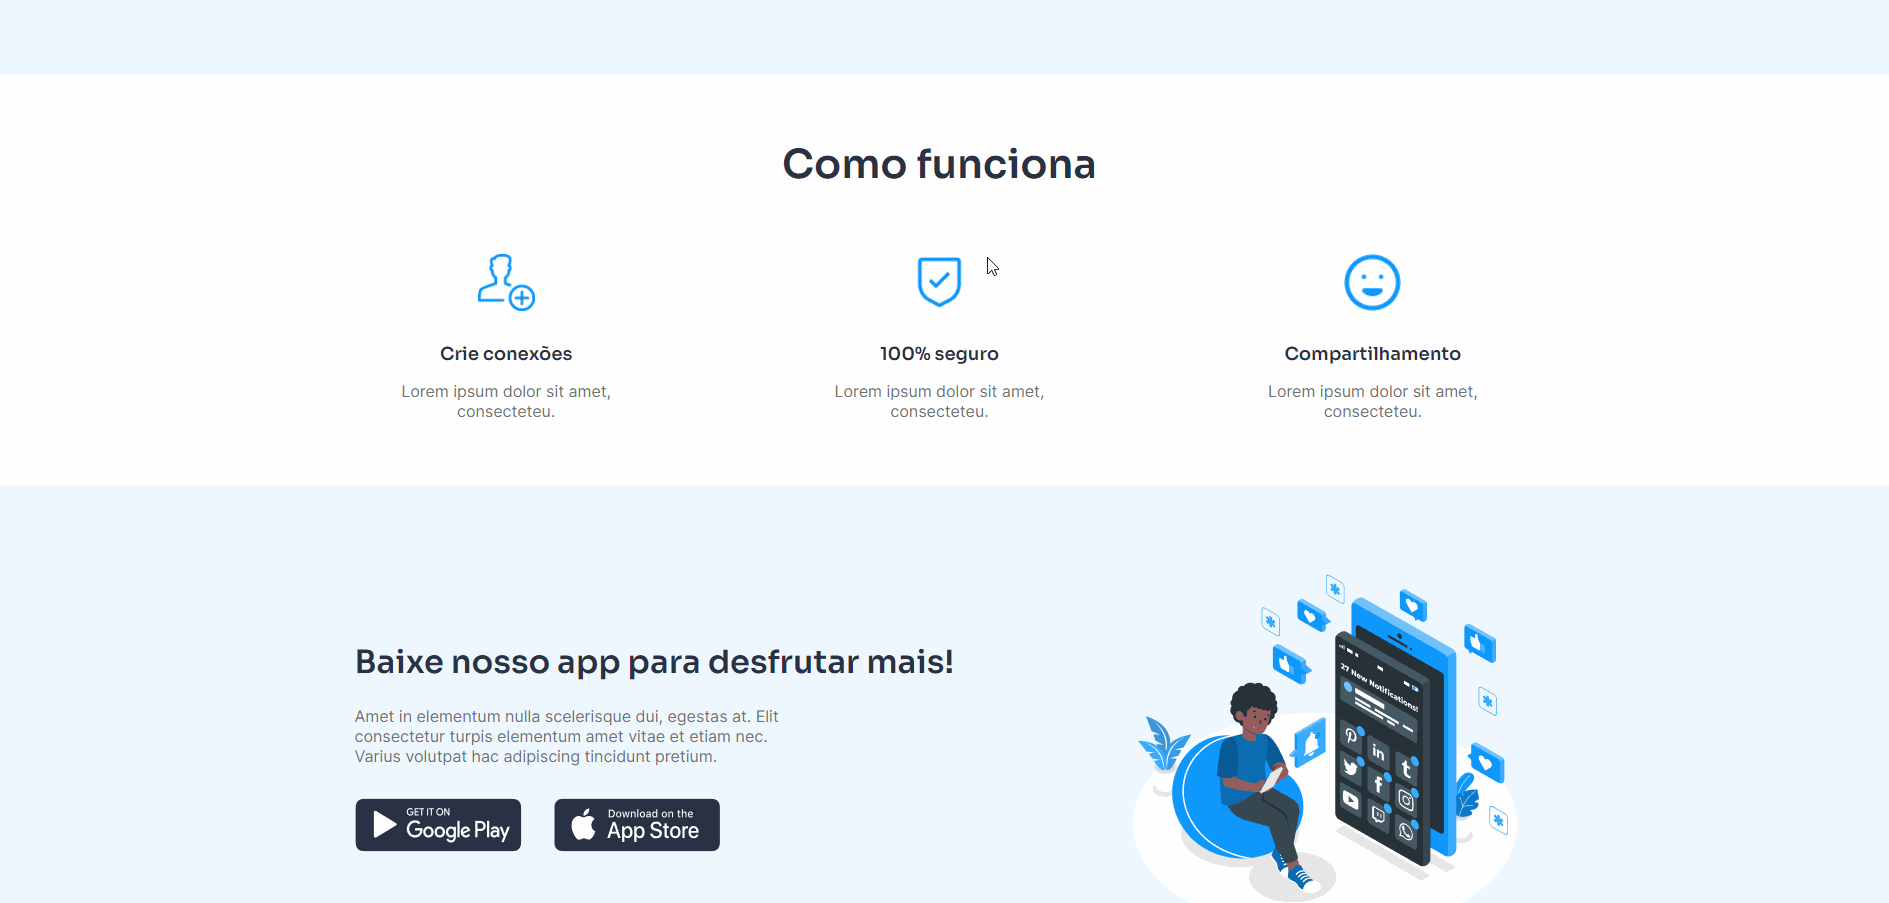 Como funciona
Crie conexões
Lorem ipsum dolor sit amet,
consecteteu.
100% seguro
Lorem ipsum dolor sit amet,
consecteteu.
Compartilhamento
Lorem ipsum dolor sit amet,
consecteteu.
Baixe nosso app para desfrutar mais!
Amet in elementum nulla scelerisque dui, egestas at. Elit
consectetur turpis elementum amet vitae et etiam nec.
Varius volutpat hac adipiscing tincidunt pretium.
GET IT ON
Google Play
Download on the
App Store
27 New Notifications!